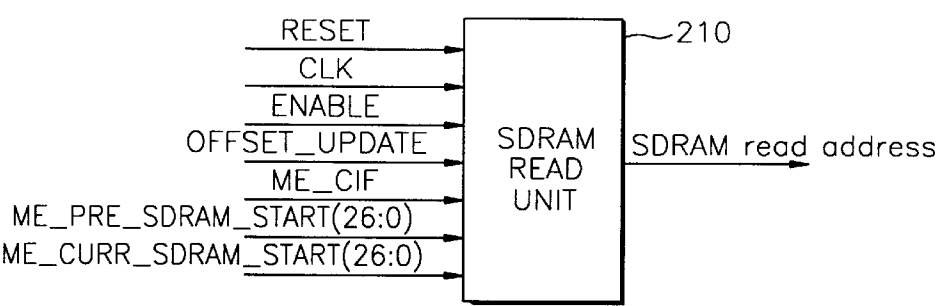 RESET
210
CLK
ENABLE
OFFSET_UPDATE
SDRAM
READ
UNIT
SDRAM read address
ME_CIF
ME_PRE_SDRAM_START(26:0)
ME_CURR_SDRAM_START(26:0)